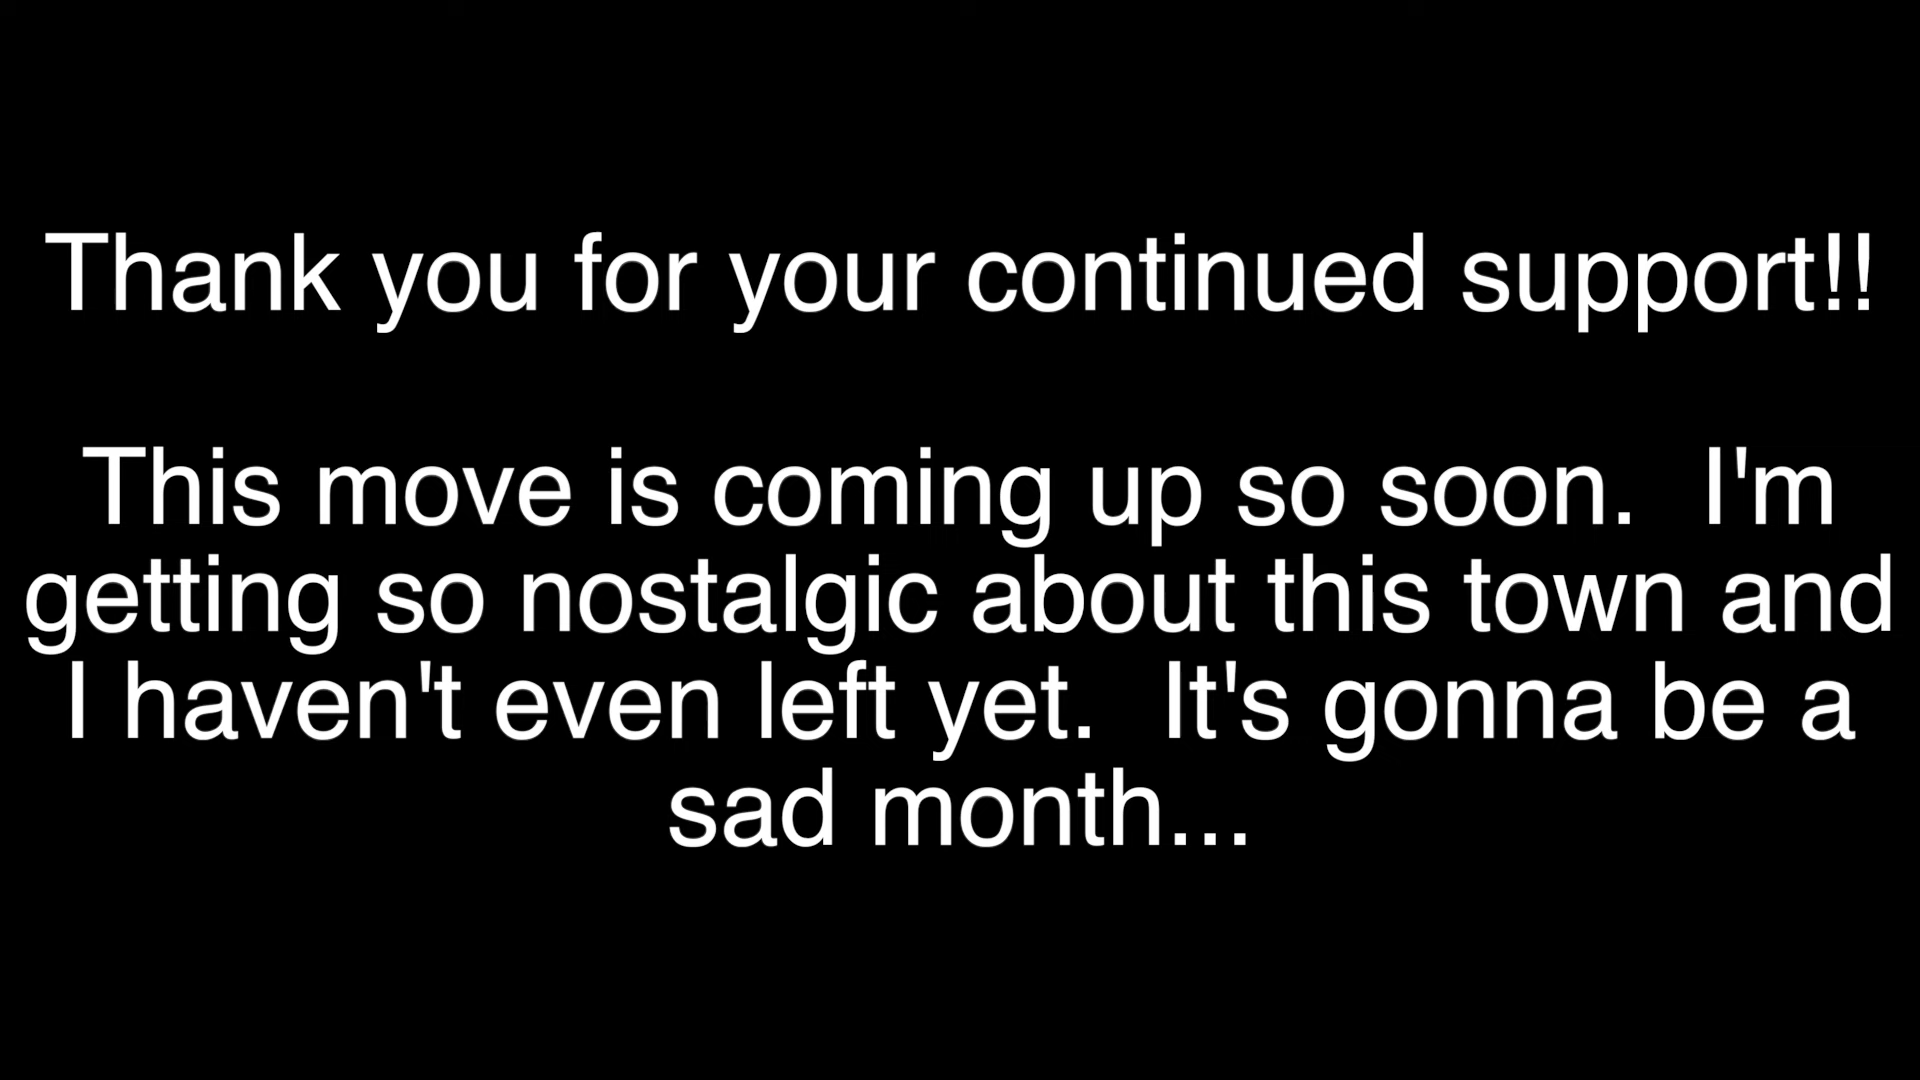 Thank you for your continued support!!
This move is coming up so soon.  I'm
getting so nostalgic about this town and
I haven't even left yet.  It's gonna be a
sad month...